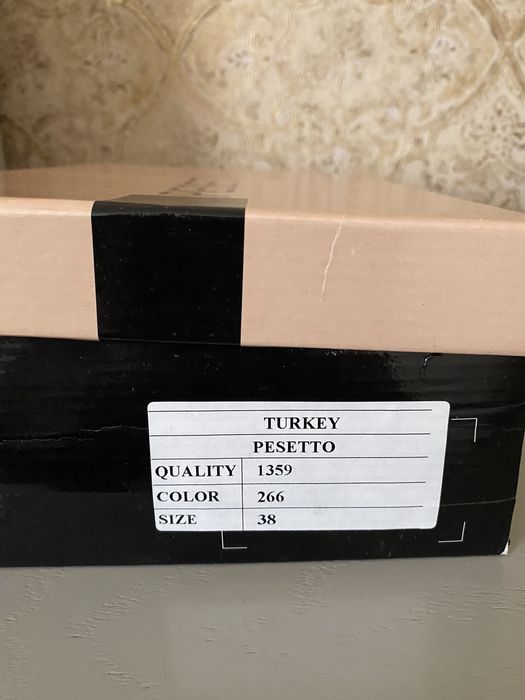 TURKEY
PESETTO
QUALITY 1359
COLOR 266
SIZE 38